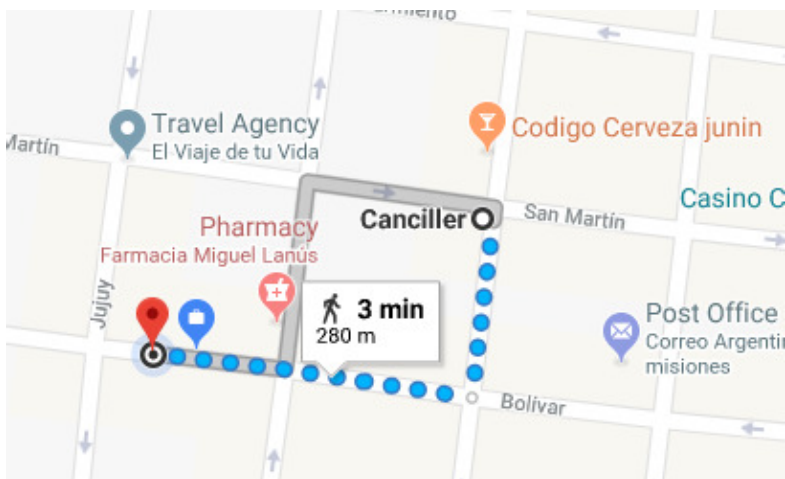 Travel Agency
El Viaje de tu Vida
Martín
Codigo Cerveza junin
Casino C
Canciller
San Martín
Pharmacy
Farmacia Miguel Lanús
Jujuy
3 min
280 m
Post Office
Correo Argentin
misiones
Bolívar